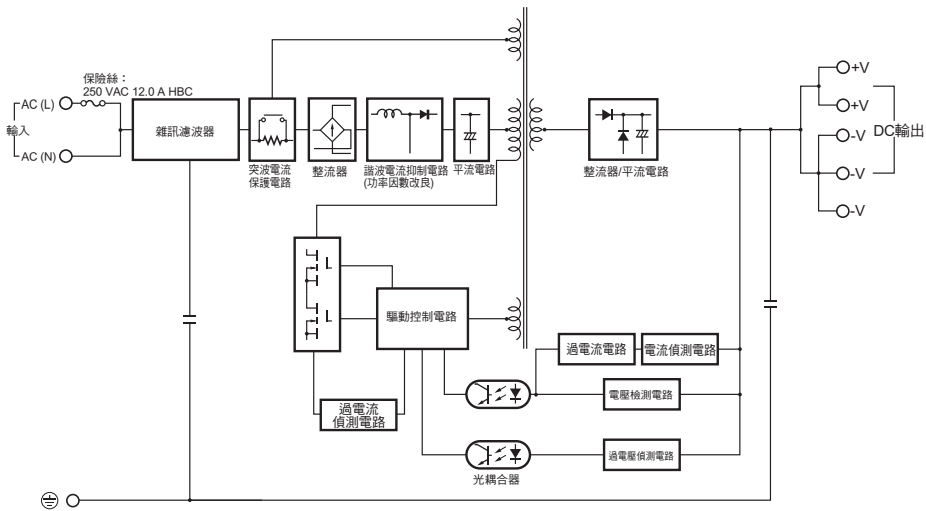 保險絲：
250 VAC 12.0 A HBC
AC (L)
輸入
AC (N)
雜訊濾波器
突波電流
保護電路
整流器
諧波電流抑制電路
(功率因數改良)
平流電路
整流器/平流電路
+V
+V
-V
-V
-V
DC輸出
驅動控制電路
過電流
偵測電路
過電流電路
電流偵測電路
電壓檢測電路
過電壓偵測電路
光耦合器